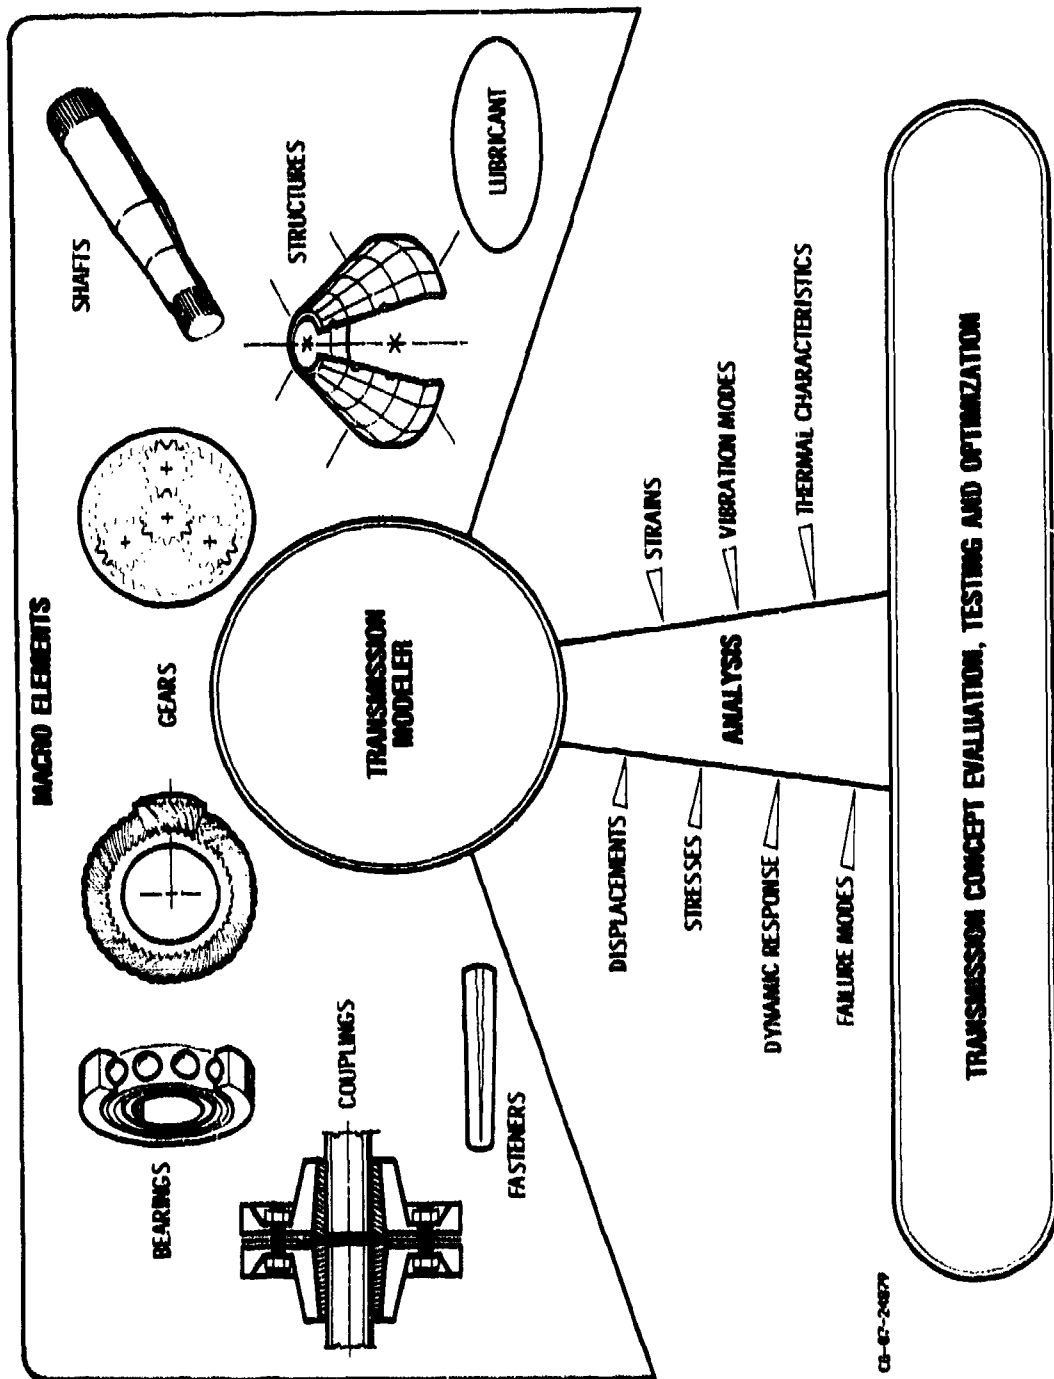 MACRO ELEMENTS
BEARINGS
GEARS
SHAFTS
COUPLINGS
STRUCTURES
FASTENERS
LUBRICANT
TRANSMISSION
MODELER
DISPLACEMENTS
STRESSES
DYNAMIC RESPONSE
FAILURE MODES
ANALYSIS
STRAINS
VIBRATION MODES
THERMAL CHARACTERISTICS
TRANSMISSION CONCEPT EVALUATION, TESTING AND OPTIMIZATION